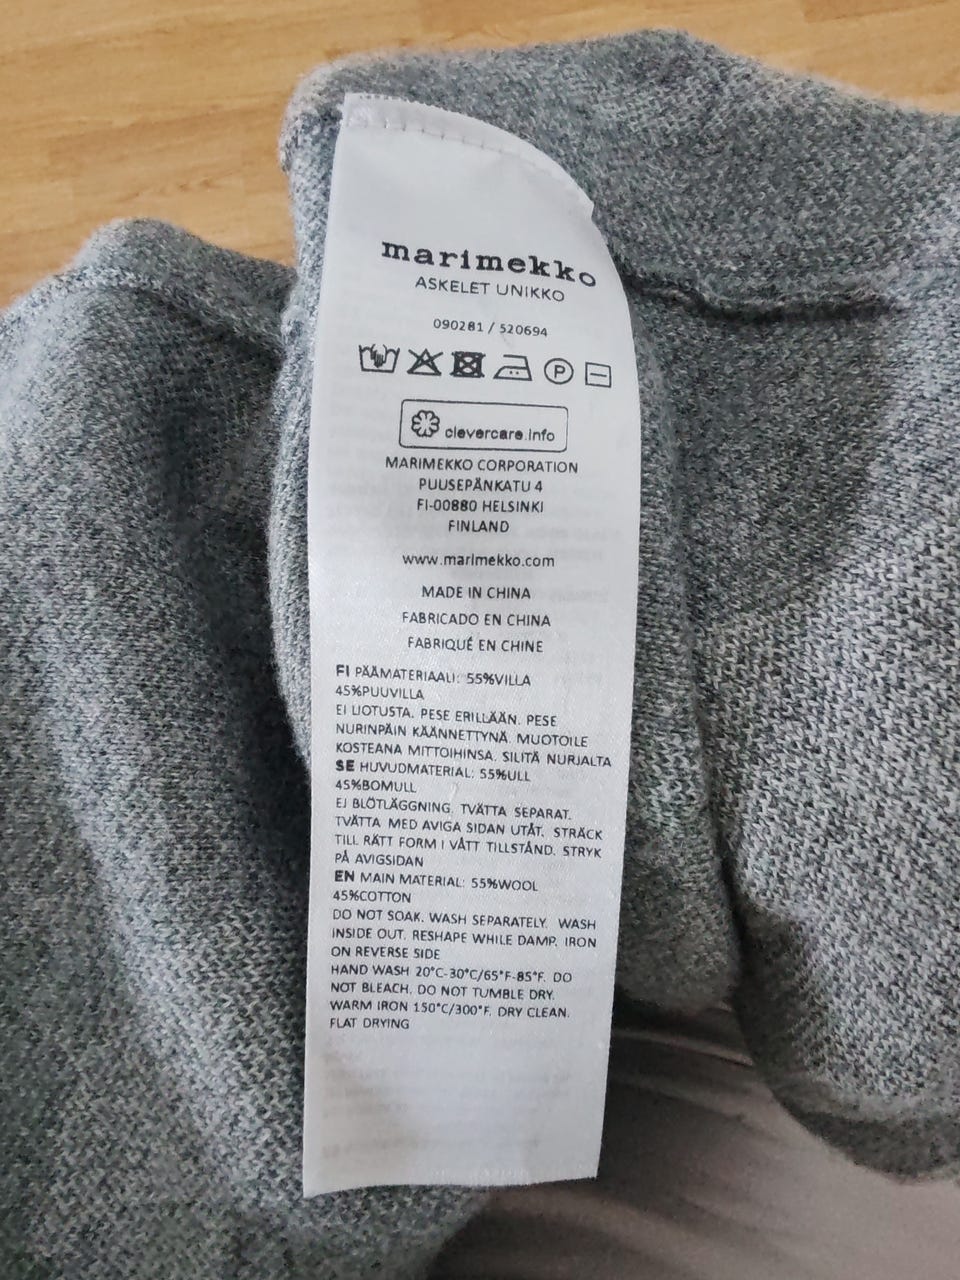 marimekko
ASKELET UNIKKO
090281 / 520694
P
clevercare.info
MARIMEKKO CORPORATION
PUUSEPÄNKATU 4
FI-00880 HELSINKI
FINLAND
www.marimekko.com
MADE IN CHINA
FABRICADO EN CHINA
FABRIQUÉ EN CHINE
FI PÄÄMATERIAALI: 55%VILLA
45%PUUVILLA
EI LIOTUSTA. PESE ERILLÄÄN. PESE
NURINPÄIN KÄÄNNETTYNÄ. MUOTOILE
KOSTEANA MITTOIHINSA. SILITÄ NURJALTA
SE HUVUDMATERIAL: 55%ULL
45%BOMULL
EJ BLÖTLÄGGNING. TVÄTTA SEPARAT.
TVÄTTA MED AVIGA SIDAN UTÅT. STRÄCK
TILL RÄTT FORM I VÅTT TILLSTÅND. STRYK
PÅ AVIGSIDAN
EN MAIN MATERIAL: 55%WOOL
45%COTTON
DO NOT SOAK. WASH SEPARATELY. WASH
INSIDE OUT. RESHAPE WHILE DAMP. IRON
ON REVERSE SIDE
HAND WASH 20°C-30°C/65°F-85°F. DO
NOT BLEACH. DO NOT TUMBLE DRY.
WARM IRON 150°C/300°F. DRY CLEAN.
FLAT DRYING